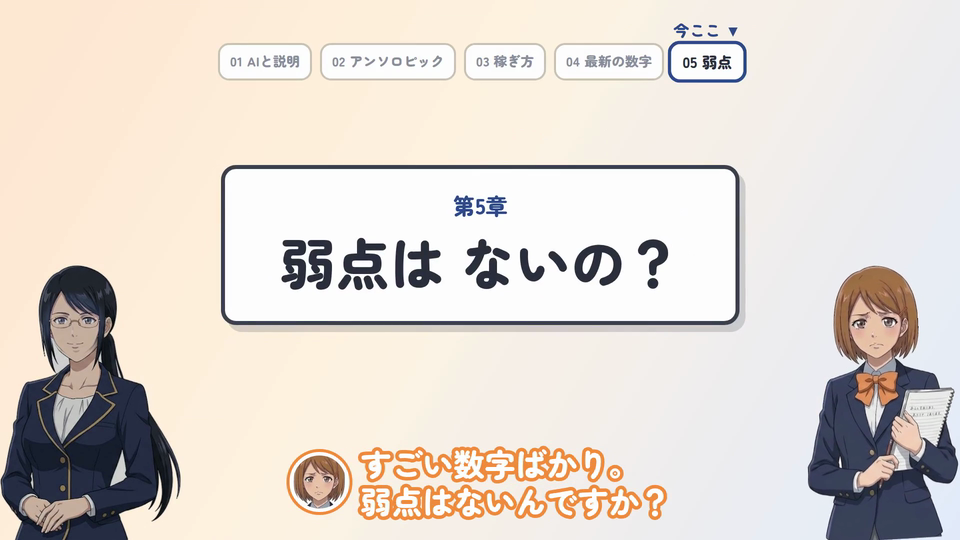 今ここ ▼
01 AIと説明
02 アンソロピック
03 稼ぎ方
04 最新の数字
05 弱点
第5章
弱点は ないの？
すごい数字ばかり。
弱点はないんですか？